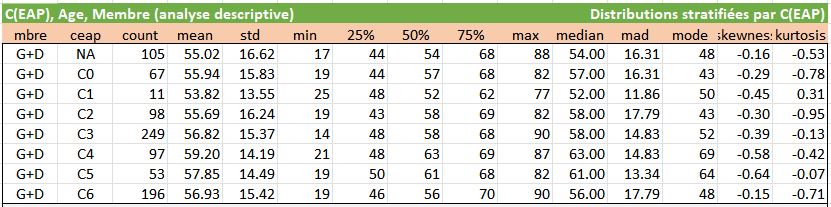 C(EAP), Age, Membre (analyse descriptive) Distributions stratifiées par C(EAP)
mbre ceap count mean std min 25% 50% 75% max median mad mode skewness kurtosis
G+D NA 105 55.02 16.62 17 44 54 68 88 54.00 16.31 48 -0.16 -0.53
G+D C0 67 55.94 15.83 19 44 57 68 82 57.00 16.31 43 -0.29 -0.78
G+D C1 11 53.82 13.55 25 48 52 62 77 52.00 11.86 50 -0.45 0.31
G+D C2 98 55.69 16.24 19 43 58 69 82 58.00 17.79 43 -0.30 -0.95
G+D C3 249 56.82 15.37 14 48 58 68 90 58.00 14.83 52 -0.39 -0.13
G+D C4 97 59.20 14.19 21 48 63 69 87 63.00 14.83 69 -0.58 -0.42
G+D C5 53 57.85 14.49 19 50 61 68 82 61.00 13.34 64 -0.64 -0.07
G+D C6 196 56.93 15.42 19 46 56 70 90 56.00 17.79 48 -0.15 -0.71